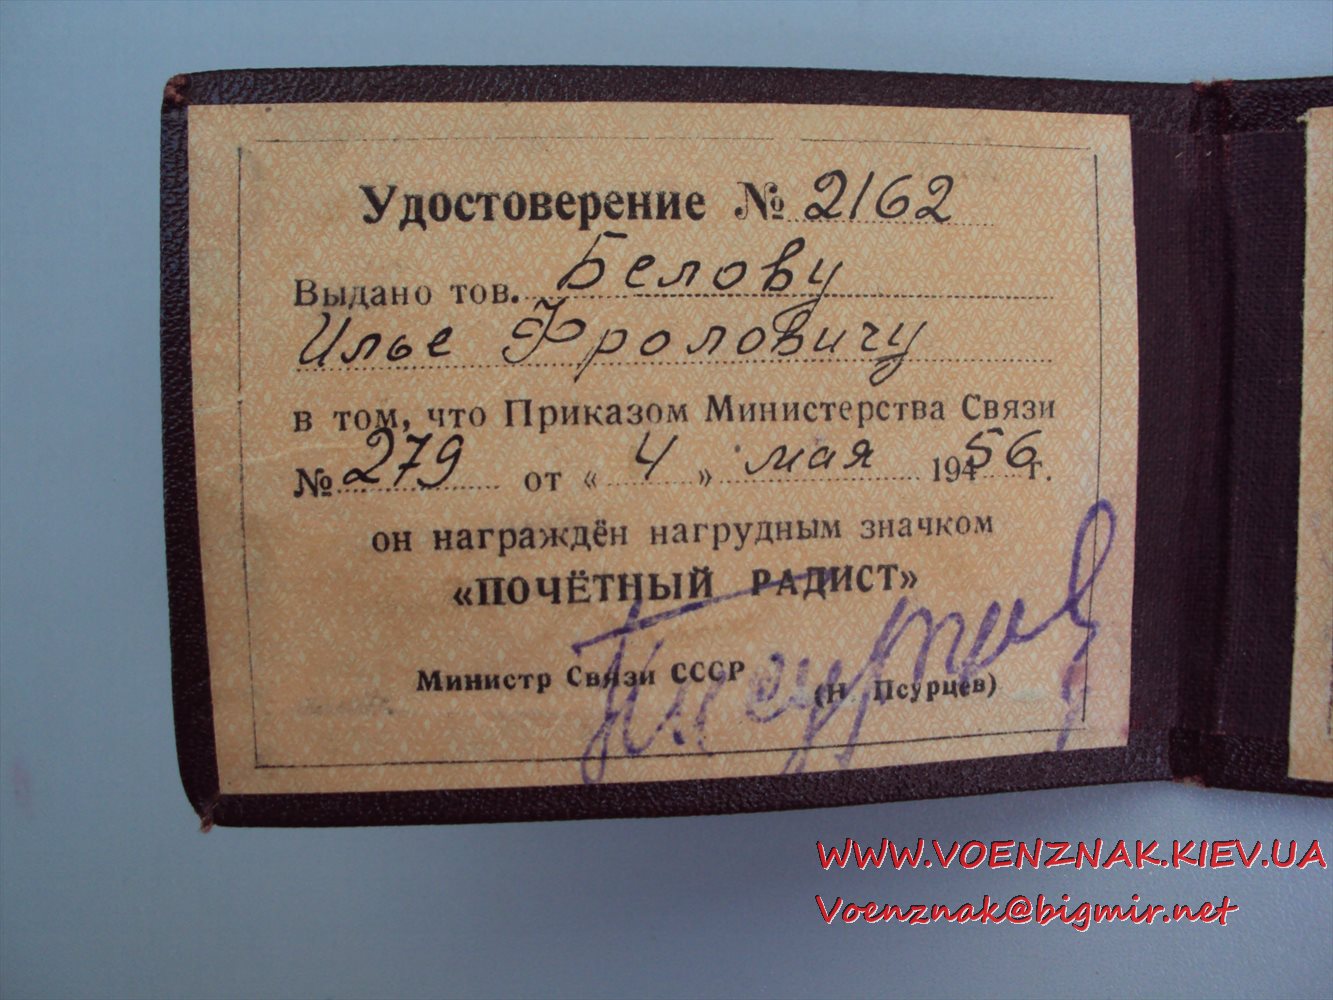 Удостоверение № 2162
Выдано тов. Белову
Илье Фроловичу
в том, что Приказом Министерства Связи
№ 279 от « 4 » мая 1956 г.
он награждён нагрудным значком
«ПОЧЁТНЫЙ РАДИСТ»
Министр Связи СССР (Н. Псурцев)
WWW.VOENZNAK.KIEV.UA
Voenznak@bigmir.net